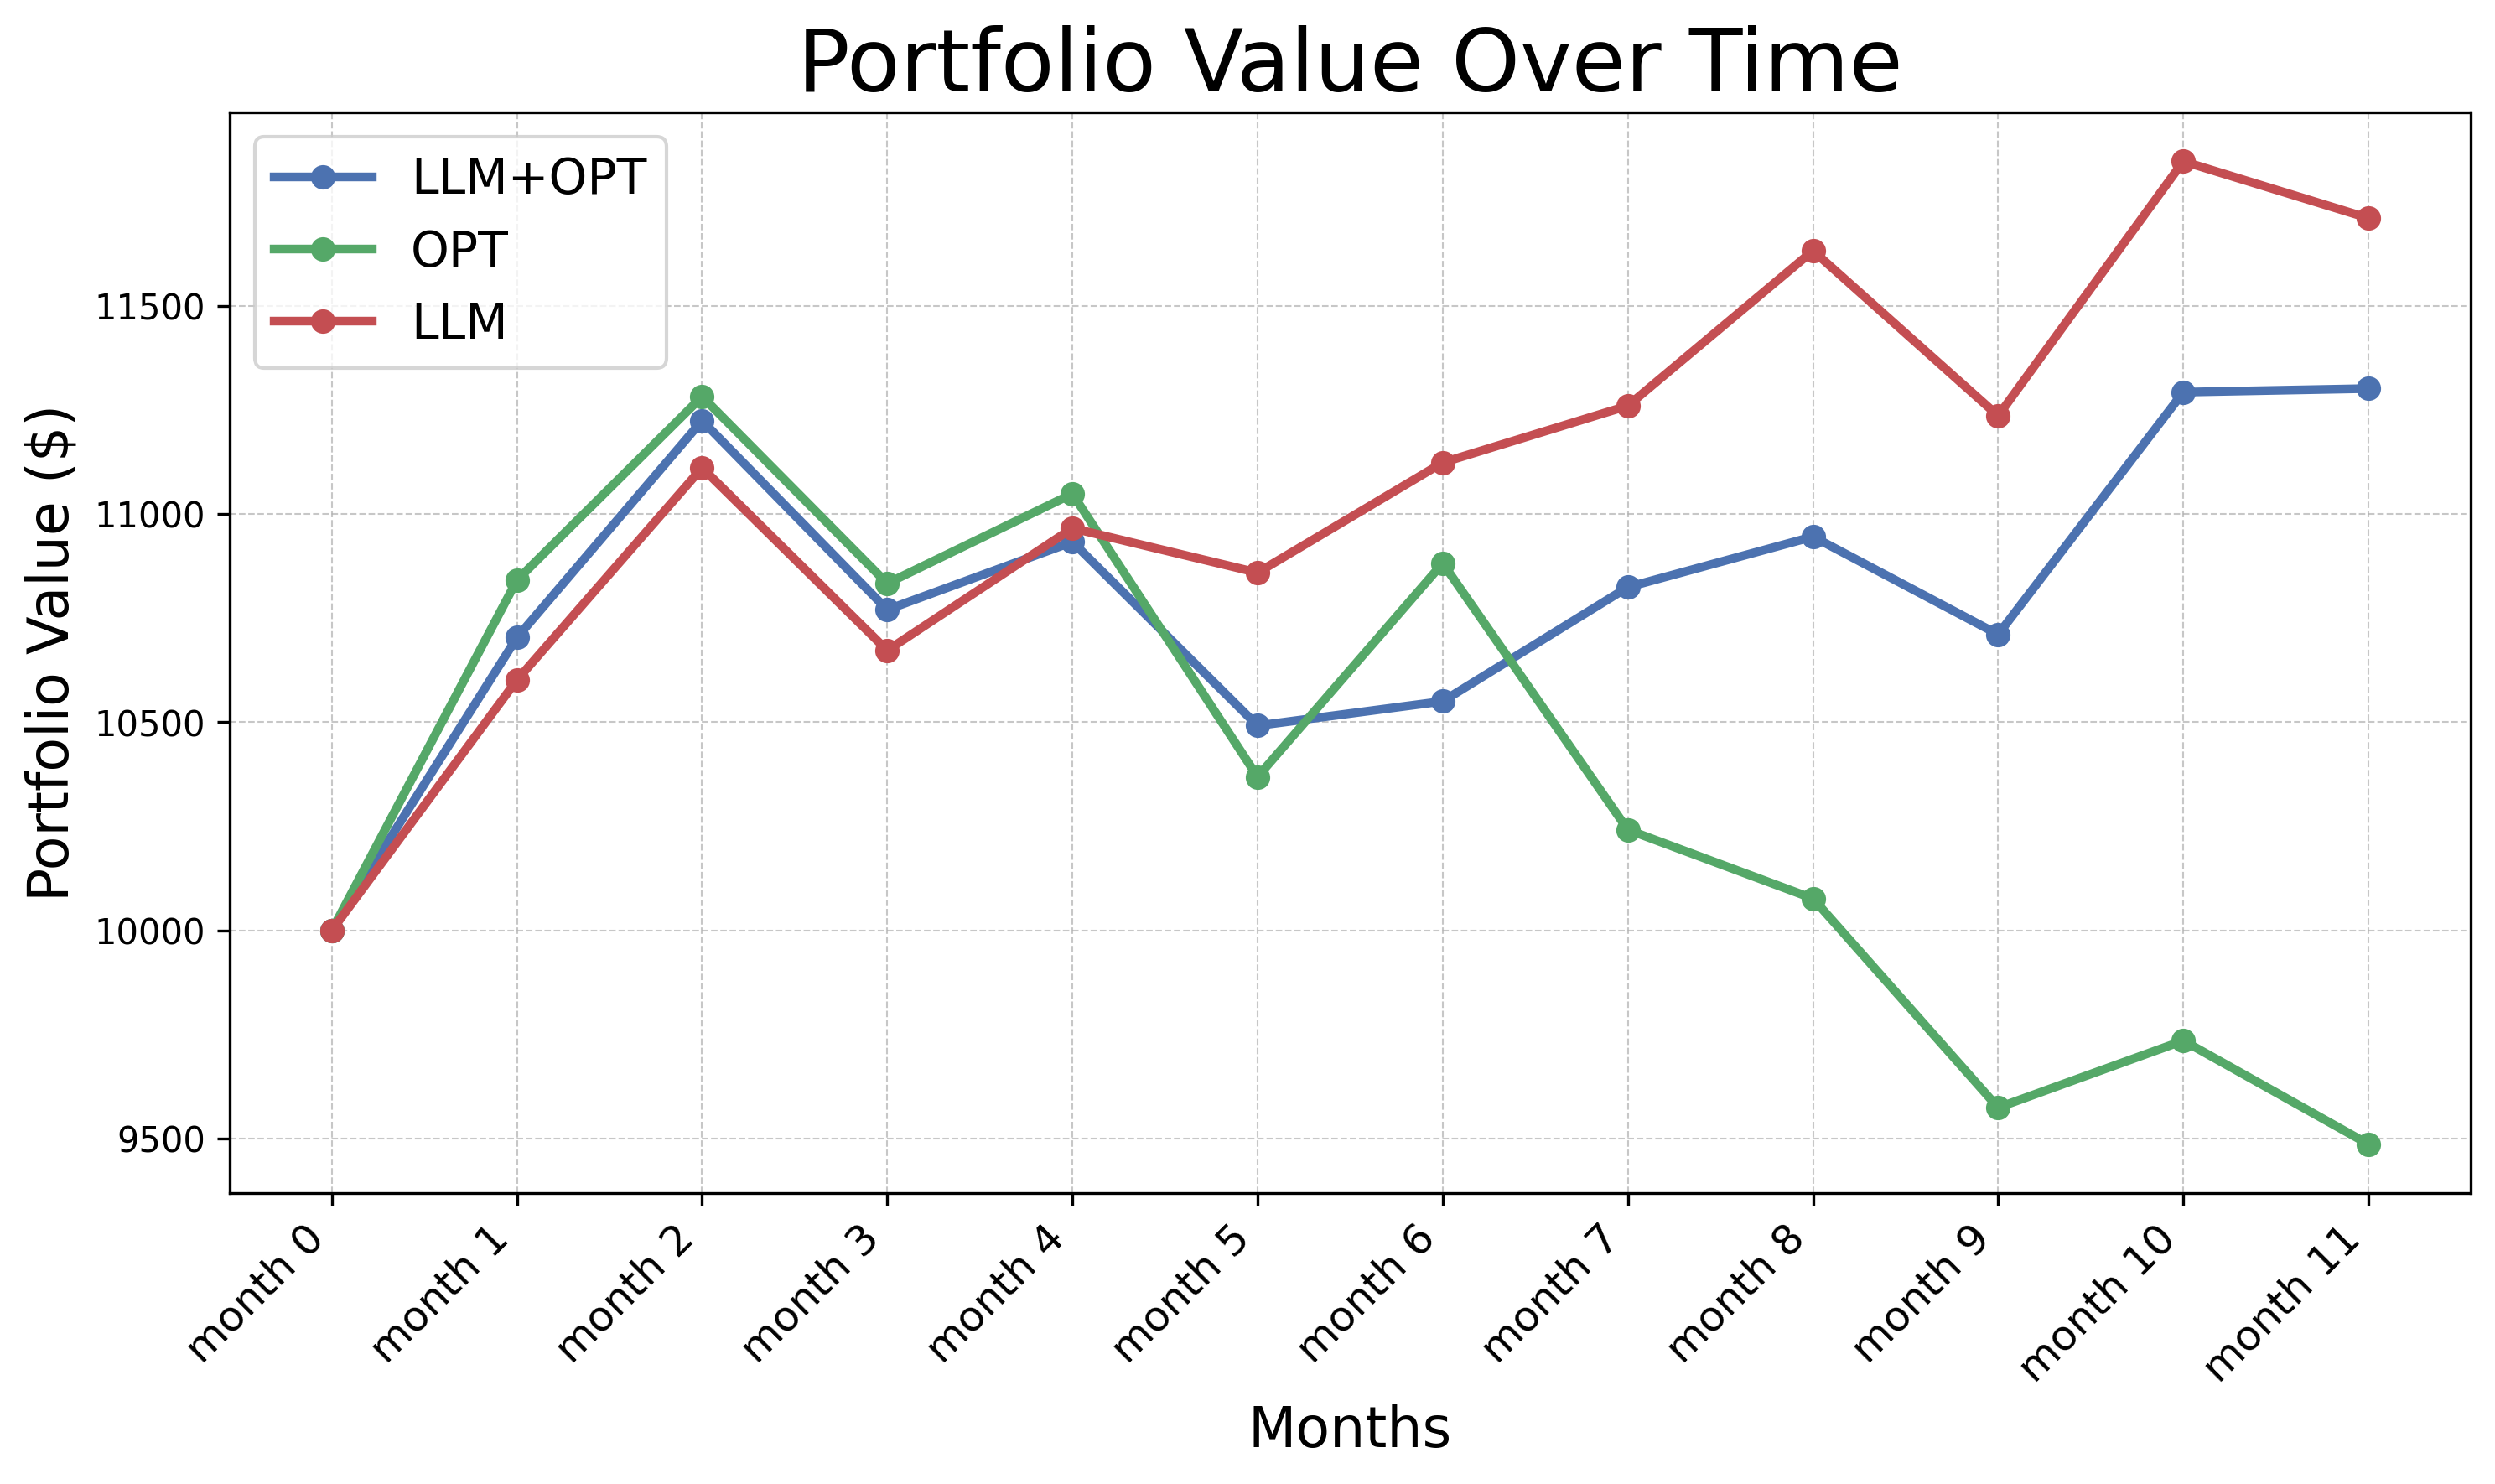 Portfolio Value Over Time
LLM+OPT
OPT
LLM
Portfolio Value ($)
11500
11000
10500
10000
9500
month 0
month 1
month 2
month 3
month 4
month 5
month 6
month 7
month 8
month 9
month 10
month 11
Months